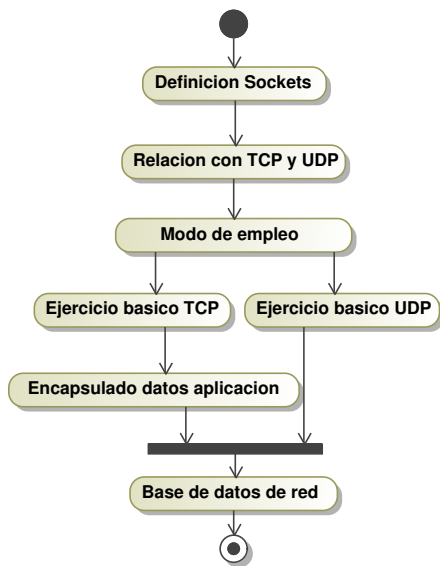 Definicion Sockets
Relacion con TCP y UDP
Modo de empleo
Ejercicio basico TCP
Ejercicio basico UDP
Encapsulado datos aplicacion
Base de datos de red